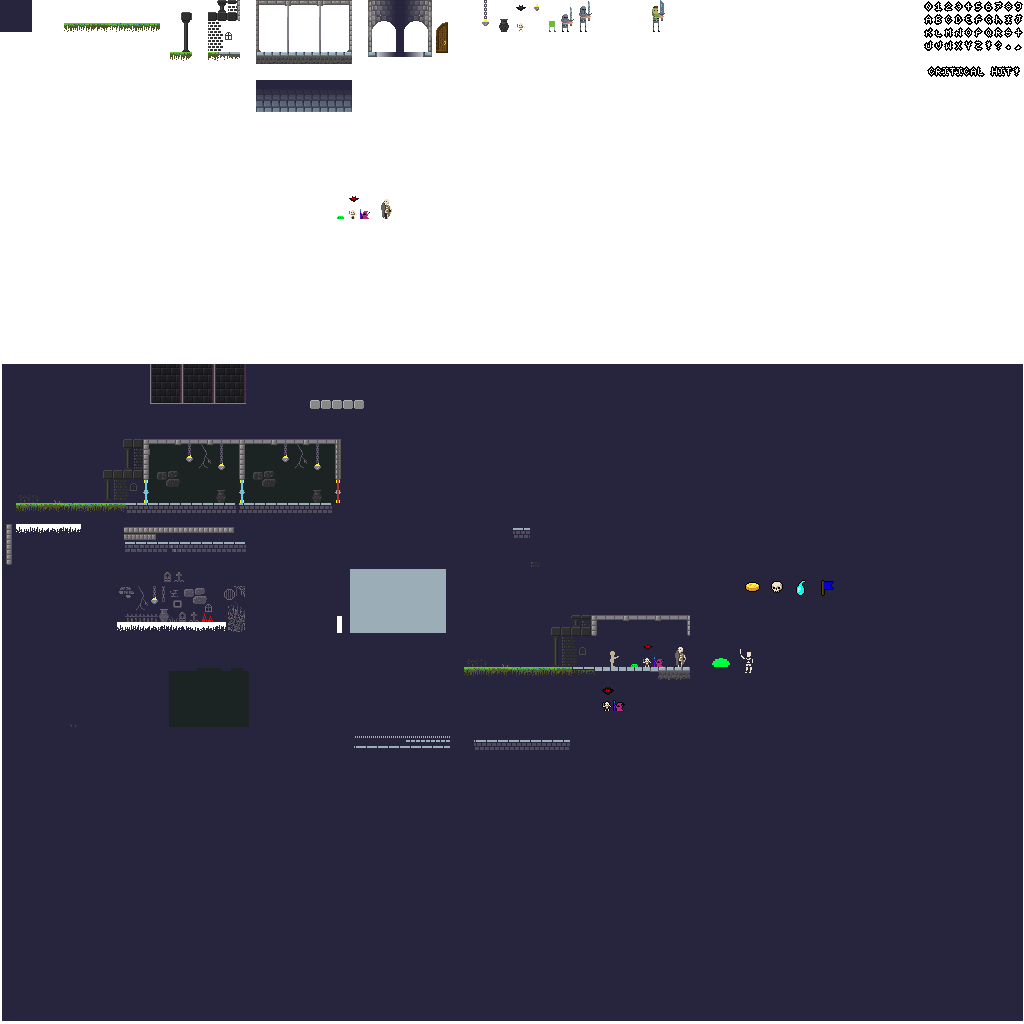 0123456789
ABCDEFGHIJ
KLMNOPQRST
UVWXYZ!?.,
CRITICAL HIT!